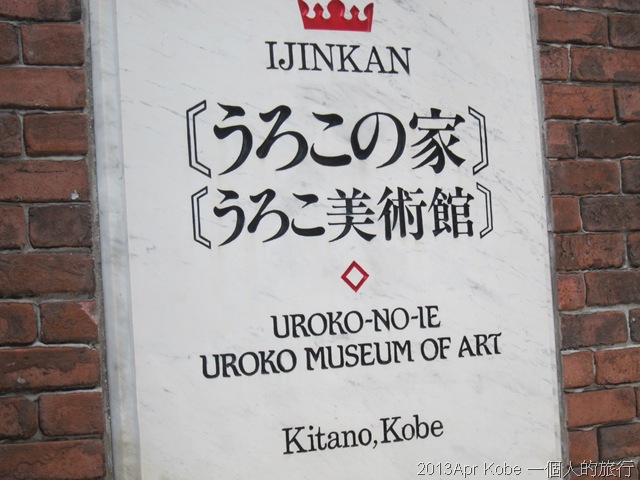 IJINKAN
〔うろこの家〕
〔うろこ美術館〕
UROKO-NO-IE
UROKO MUSEUM OF ART
Kitano,Kobe
2013Apr Kobe 一個人的旅行